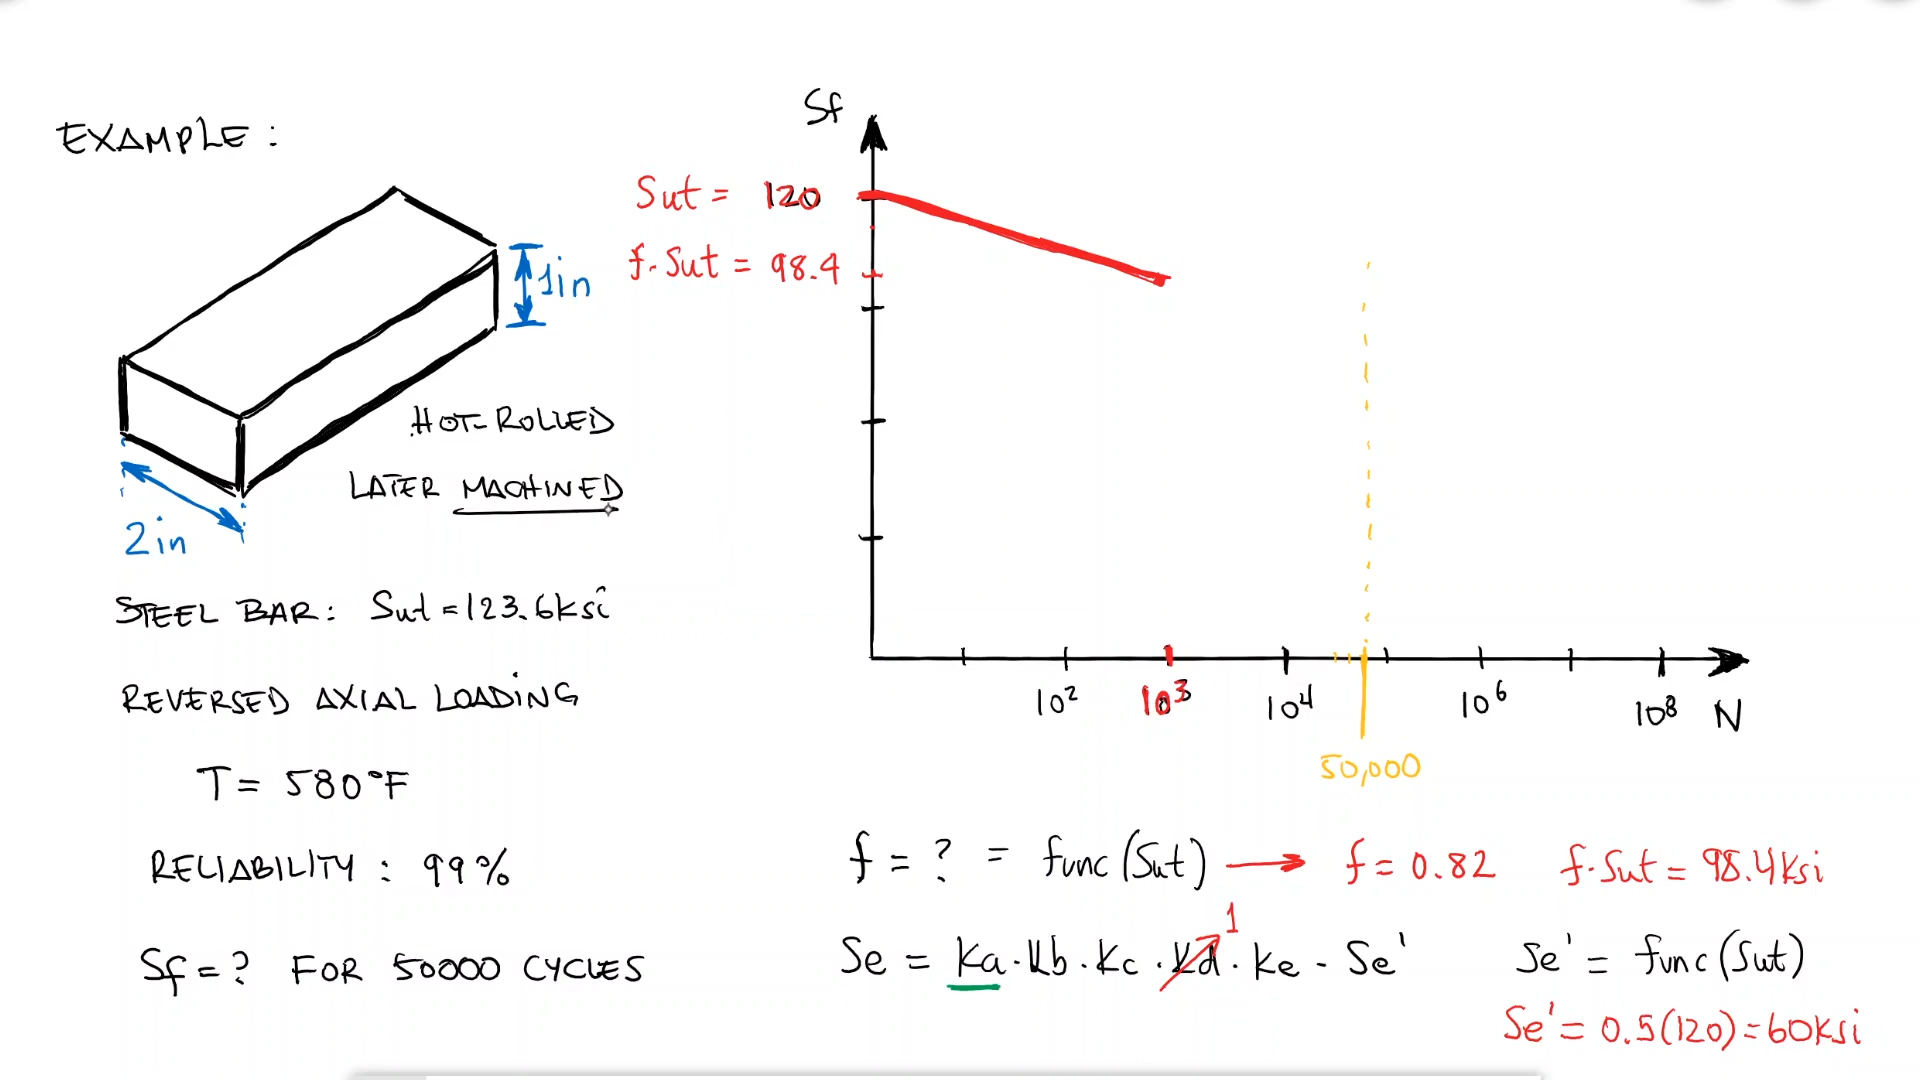 EXAMPLE:
1in
2in
HOT-ROLLED
LATER MACHINED
STEEL BAR: Sut = 123.6ksi
REVERSED AXIAL LOADING
T = 580°F
RELIABILITY: 99%
Sf = ? FOR 50000 CYCLES
Sf
Sut = 120
f.Sut = 98.4
10² 10³ 10⁴ 10⁶ 10⁸ N
50,000
f = ? = func(Sut) → f = 0.82 f.Sut = 98.4ksi
1
Se = Ka.Kb.Kc.Kd.Ke - Se' Se' = func(Sut)
Se' = 0.5(120) = 60ksi